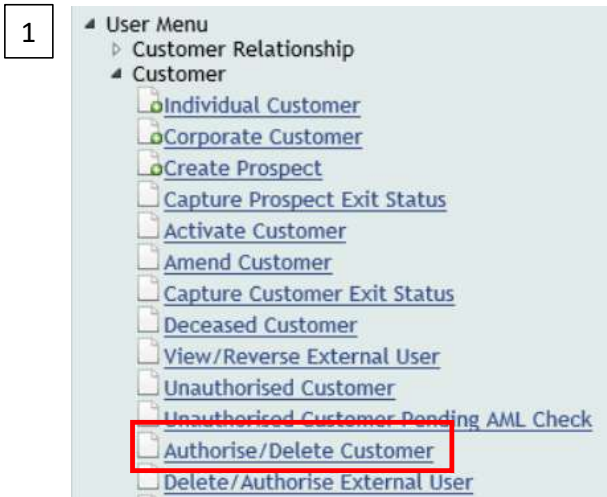 1
User Menu
Customer Relationship
Customer
Individual Customer
Corporate Customer
Create Prospect
Capture Prospect Exit Status
Activate Customer
Amend Customer
Capture Customer Exit Status
Deceased Customer
View/Reverse External User
Unauthorised Customer
Unauthorised Customer Pending AML Check
Authorise/Delete Customer
Delete/Authorise External User